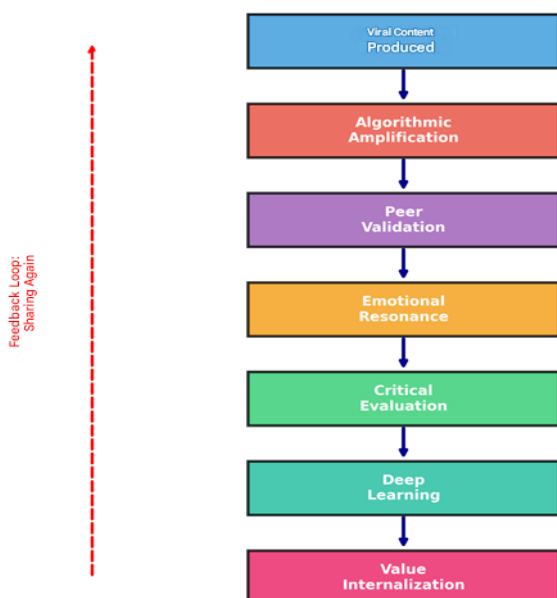 Viral Content
Produced
Algorithmic
Amplification
Peer
Validation
Emotional
Resonance
Critical
Evaluation
Deep
Learning
Value
Internalization
Feedback Loop:
Sharing Again